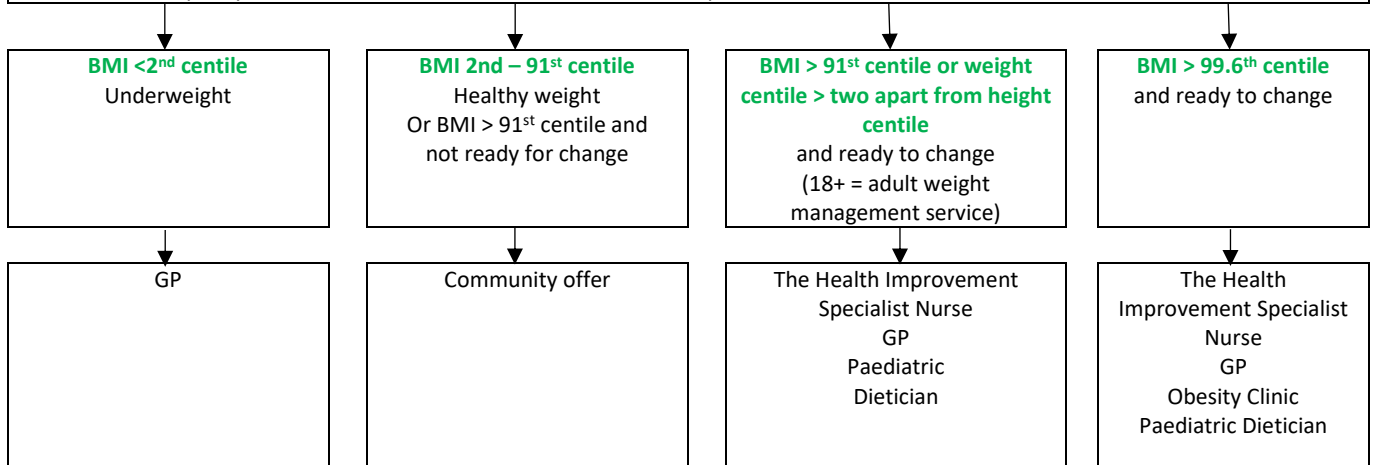 BMI <2nd centile
Underweight
BMI 2nd – 91st centile
Healthy weight
Or BMI > 91st centile and
not ready for change
BMI > 91st centile or weight
centile > two apart from height
centile
and ready to change
(18+ = adult weight
management service)
BMI > 99.6th centile
and ready to change
GP
Community offer
The Health Improvement
Specialist Nurse
GP
Paediatric
Dietician
The Health
Improvement Specialist
Nurse
GP
Obesity Clinic
Paediatric Dietician